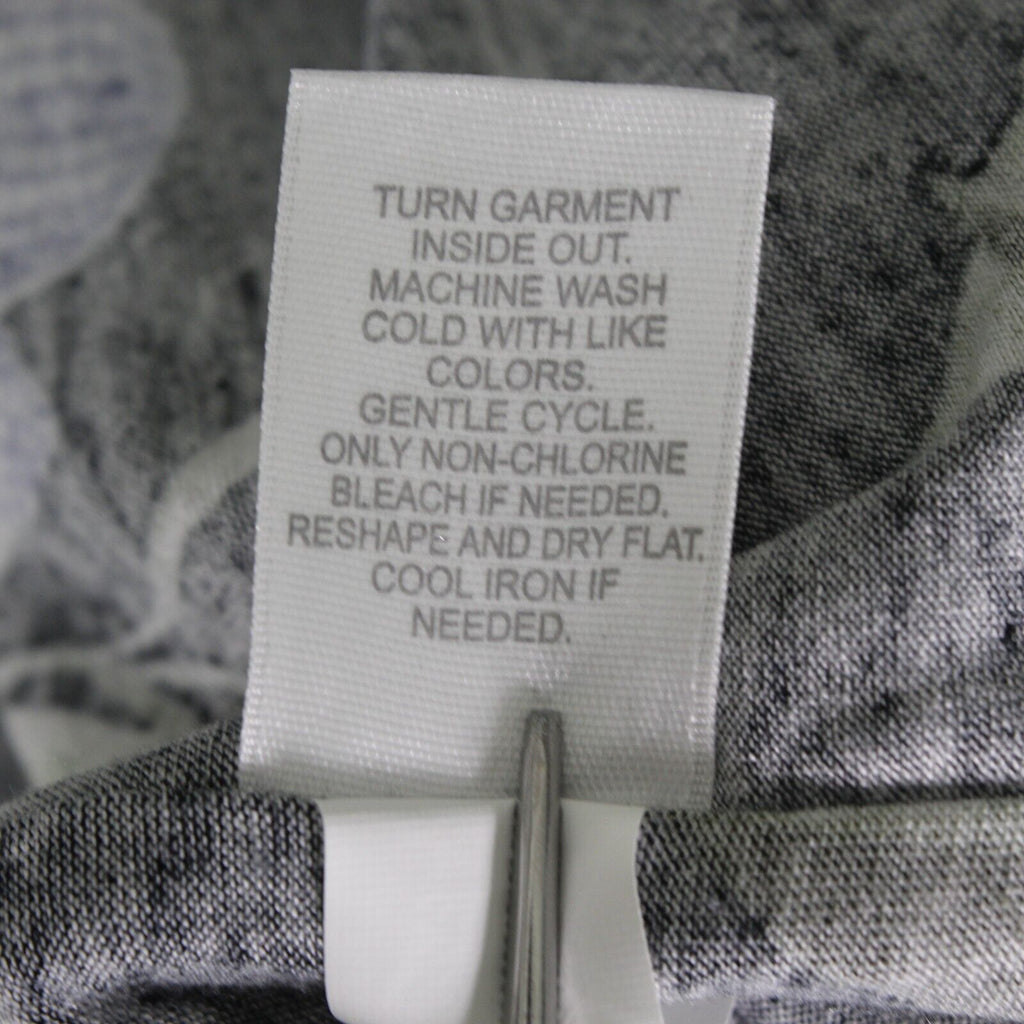 TURN GARMENT
INSIDE OUT.
MACHINE WASH
COLD WITH LIKE
COLORS.
GENTLE CYCLE.
ONLY NON-CHLORINE
BLEACH IF NEEDED.
RESHAPE AND DRY FLAT.
COOL IRON IF
NEEDED.